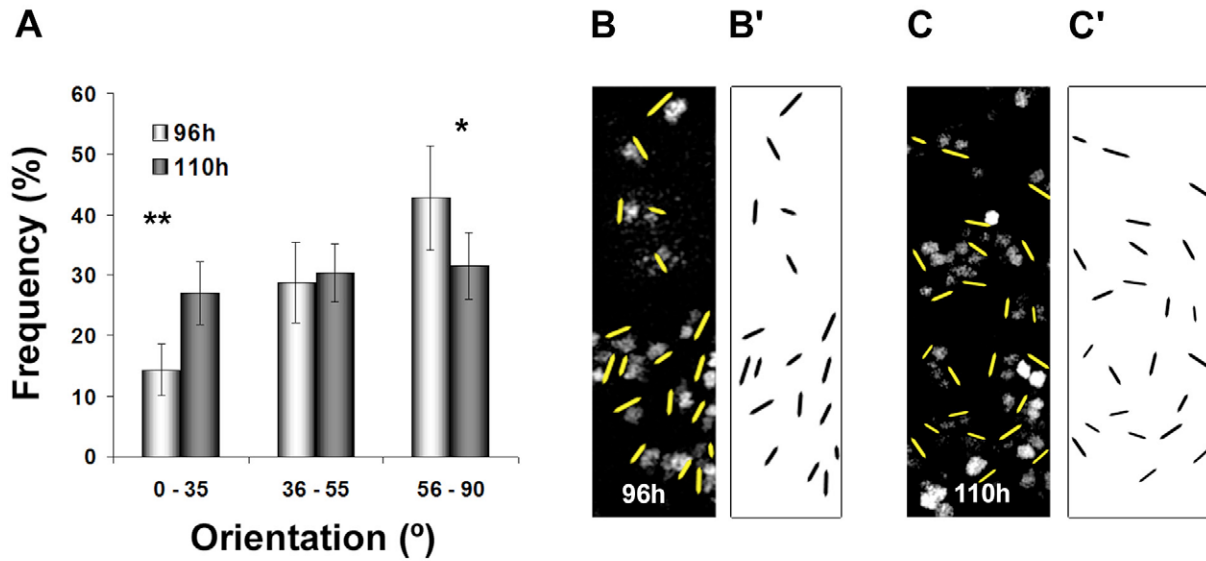 A
B
B'
C
C'
60
50
40
30
20
10
0
Frequency (%)
96h
110h
**
*
0 - 35
36 - 55
56 - 90
Orientation (º)
96h
110h